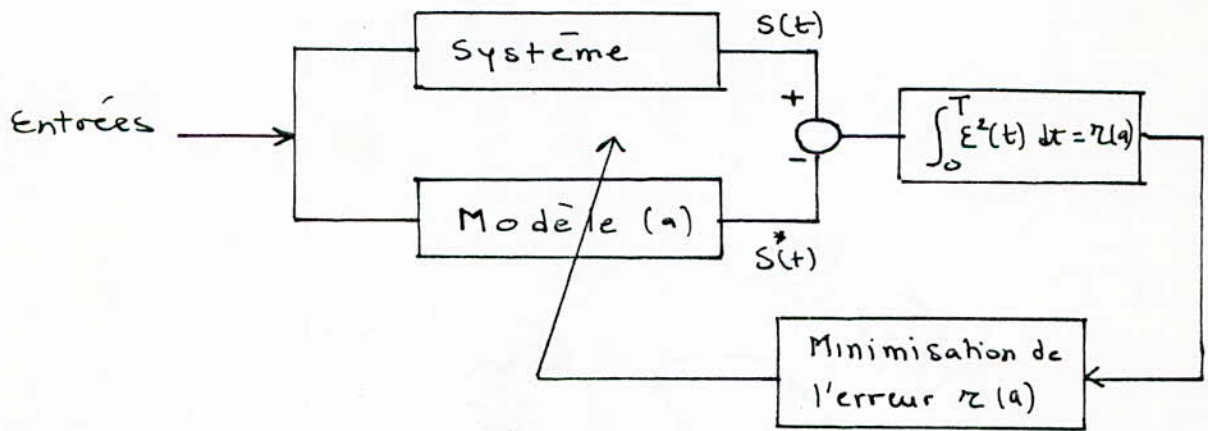 Système
S(t)
Entrées
+
-
∫₀ᵀ ε²(t) dt = r(a)
Modèle (a)
S*(t)
Minimisation de
l'erreur r(a)